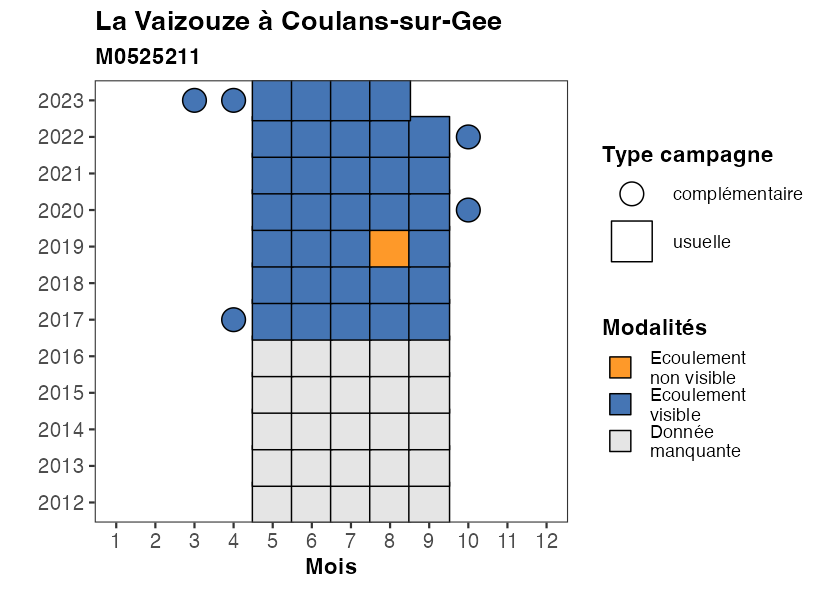 La Vaizouze à Coulans-sur-Gee
M0525211
2023
2022
2021
2020
2019
2018
2017
2016
2015
2014
2013
2012
1 2 3 4 5 6 7 8 9 10 11 12
Mois
Type campagne
complémentaire
usuelle
Modalités
Ecoulement
non visible
Ecoulement
visible
Donnée
manquante